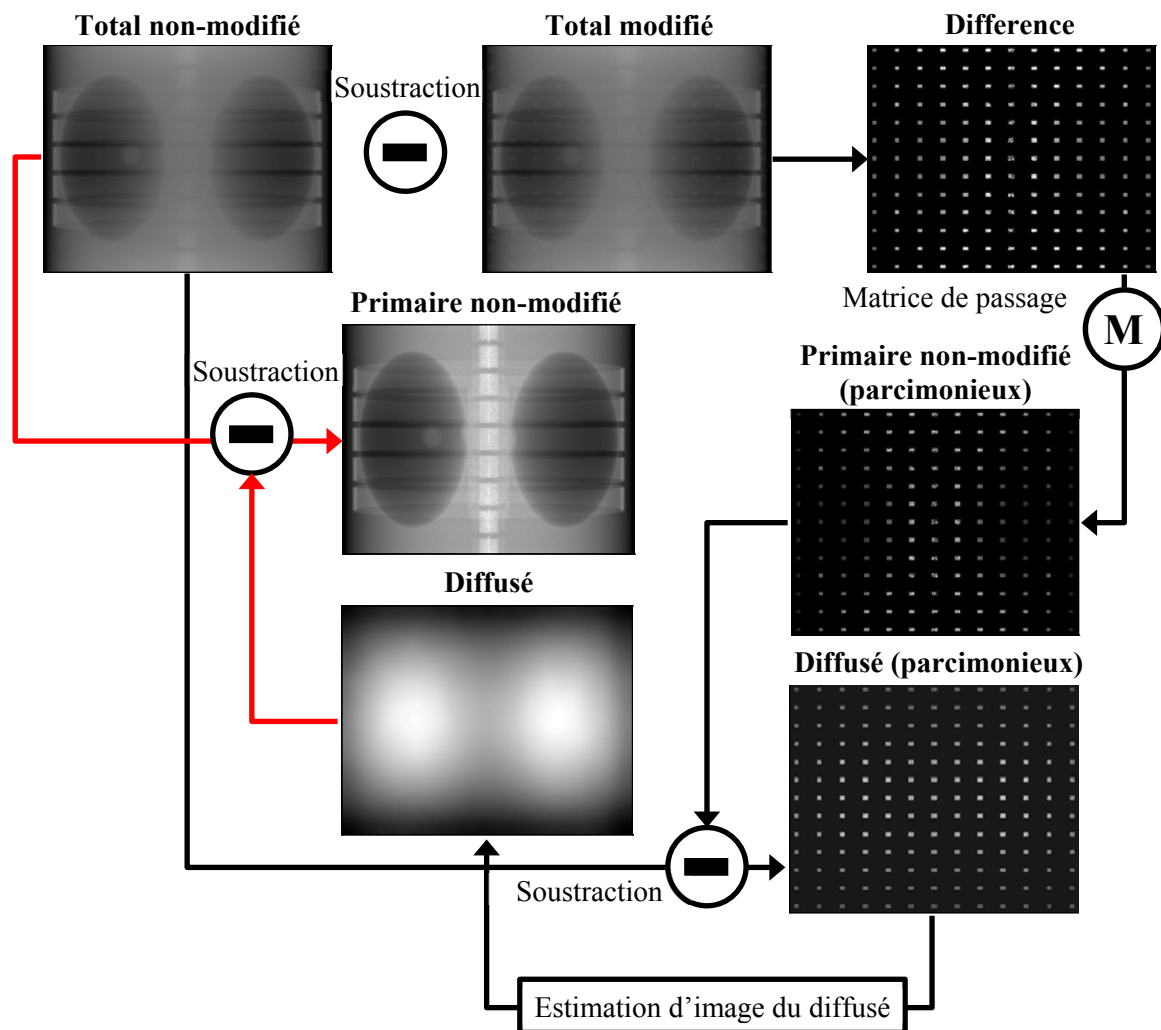 Total non-modifié
Total modifié
Difference
Soustraction
Matrice de passage
M
Primaire non-modifié
Soustraction
Primaire non-modifié
(parcimonieux)
Diffusé
Diffusé (parcimonieux)
Soustraction
Estimation d’image du diffusé